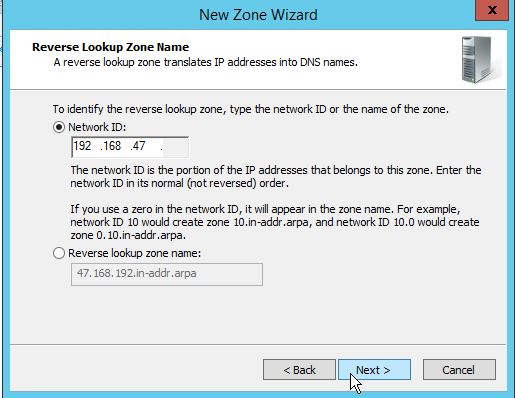 New Zone Wizard
x
Reverse Lookup Zone Name
A reverse lookup zone translates IP addresses into DNS names.
To identify the reverse lookup zone, type the network ID or the name of the zone.
Network ID:
192 .168 .47 .
The network ID is the portion of the IP addresses that belongs to this zone. Enter the
network ID in its normal (not reversed) order.
If you use a zero in the network ID, it will appear in the zone name. For example,
network ID 10 would create zone 10.in-addr.arpa, and network ID 10.0 would create
zone 0.10.in-addr.arpa.
Reverse lookup zone name:
47.168.192.in-addr.arpa
< Back Next > Cancel